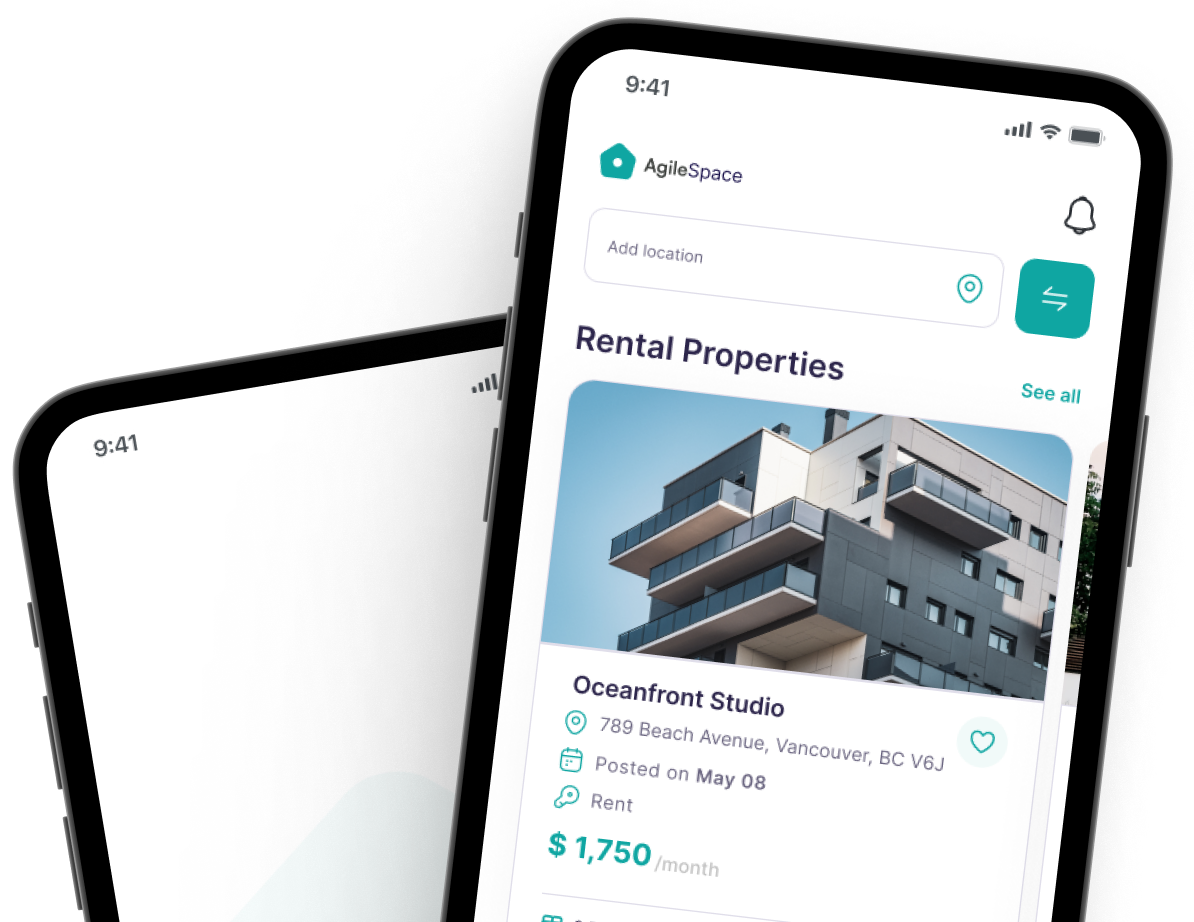 9:41
AgileSpace
Add location
Rental Properties
See all
Oceanfront Studio
789 Beach Avenue, Vancouver, BC V6J
Posted on May 08
Rent
$ 1,750 /month
9:41